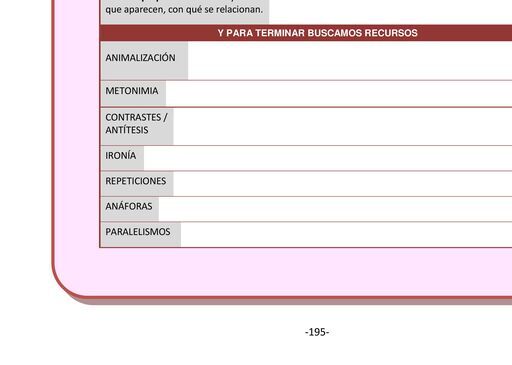 que aparecen, con qué se relacionan.
Y PARA TERMINAR BUSCAMOS RECURSOS
ANIMALIZACIÓN
METONIMIA
CONTRASTES /
ANTÍTESIS
IRONÍA
REPETICIONES
ANÁFORAS
PARALELISMOS
-195-